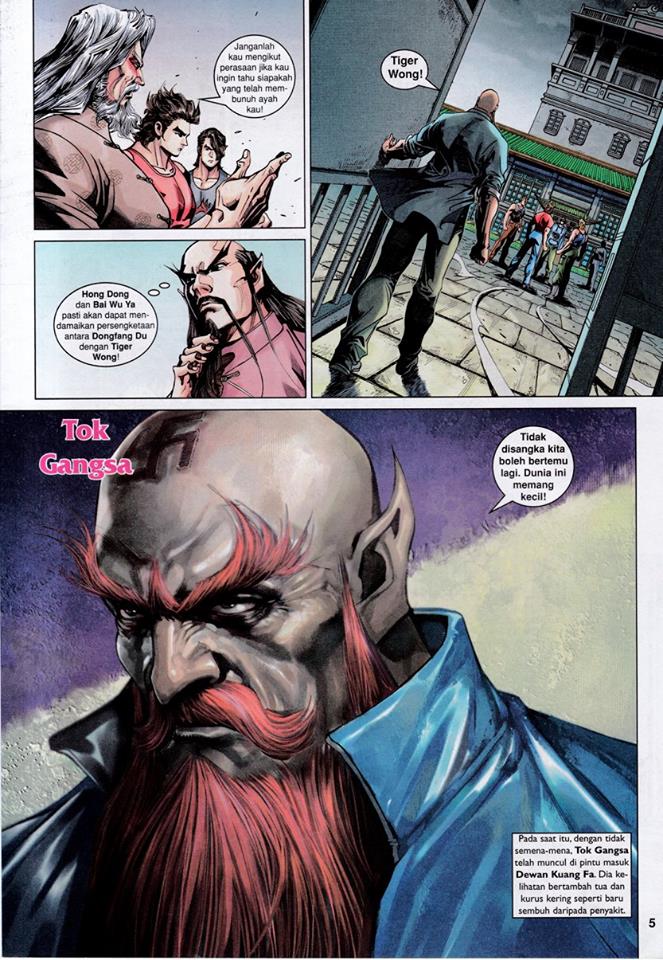 Janganlah
kau mengikut
perasaan jika kau
ingin tahu siapakah
yang telah mem-
bunuh ayah
kau!
Tiger
Wong!
Hong Dong
dan Bai Wu Ya
pasti akan dapat men-
damaikan persengketaan
antara Dongfang Du
dengan Tiger
Wong!
Tok
Gangsa
Tidak
disangka kita
boleh bertemu
lagi. Dunia ini
memang
kecil!
Pada saat itu, dengan tidak
semena-mena, Tok Gangsa
telah muncul di pintu masuk
Dewan Kuang Fa. Dia ke-
lihatan bertambah tua dan
kurus kering seperti baru
sembuh daripada penyakit.
5